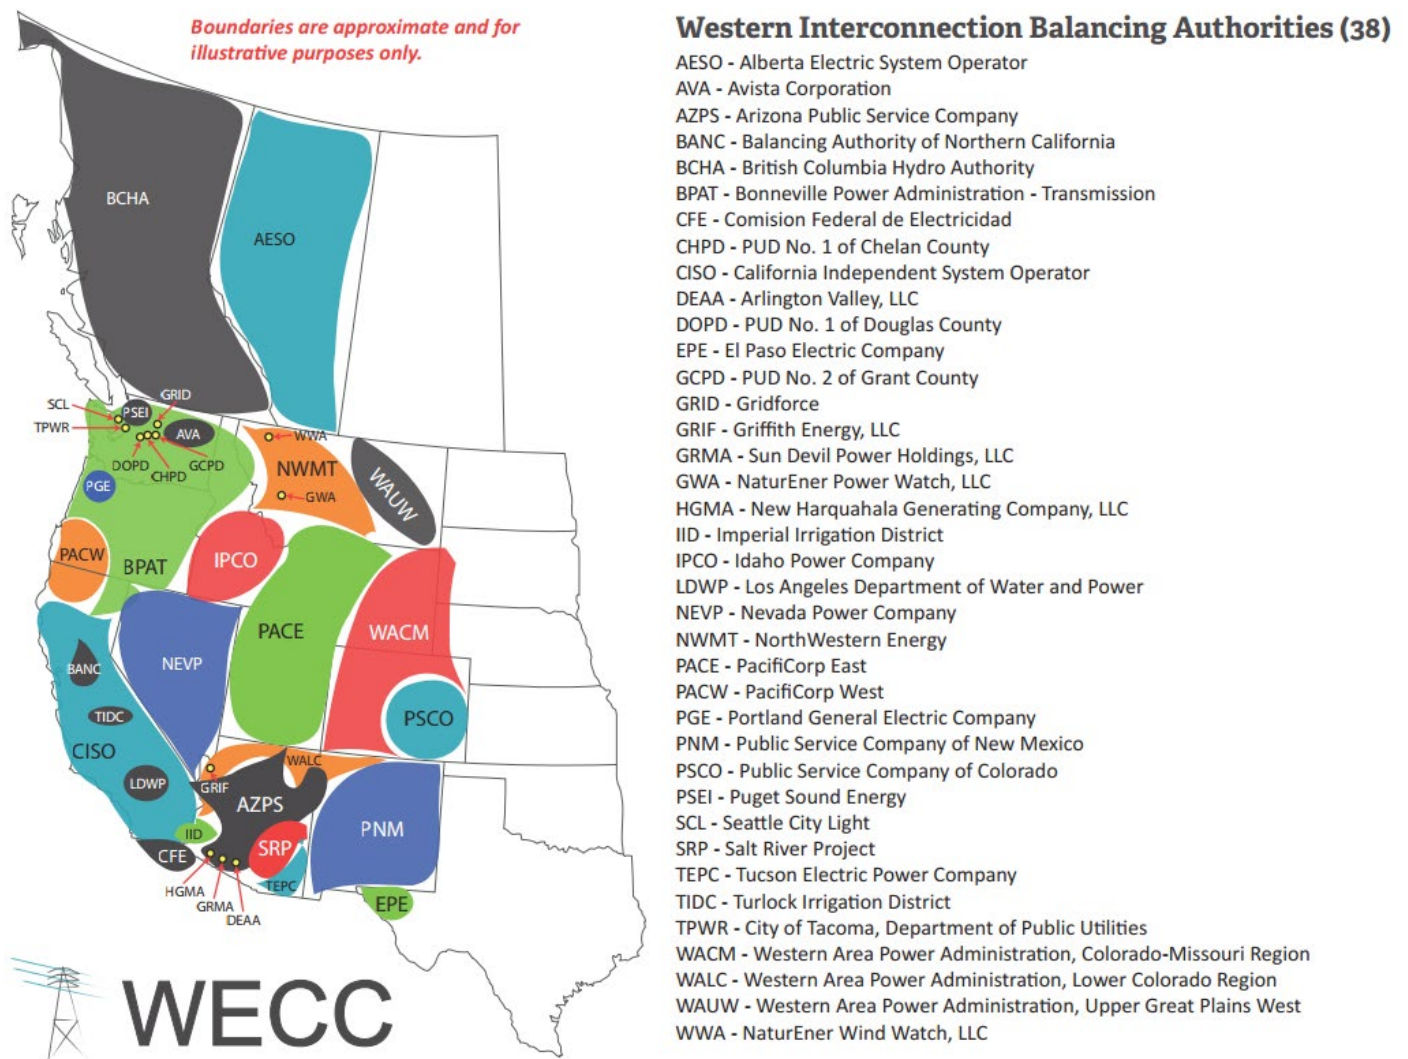 Boundaries are approximate and for
illustrative purposes only.
BCHA
AESO
GRID
SCL
PSEI
TPWR
AVA
WWA
DOPD
CHPD
GCPD
NWMT
GWA
WAUW
PGE
PACW
BPAT
IPCO
PACE
WACM
NEVP
BANC
TIDC
PSCO
CISO
WALC
LDWP
GRIF
AZPS
IID
PNM
SRP
CFE
TEPC
HGMA
GRMA
DEAA
EPE
WECC
Western Interconnection Balancing Authorities (38)
AESO - Alberta Electric System Operator
AVA - Avista Corporation
AZPS - Arizona Public Service Company
BANC - Balancing Authority of Northern California
BCHA - British Columbia Hydro Authority
BPAT - Bonneville Power Administration - Transmission
CFE - Comision Federal de Electricidad
CHPD - PUD No. 1 of Chelan County
CISO - California Independent System Operator
DEAA - Arlington Valley, LLC
DOPD - PUD No. 1 of Douglas County
EPE - El Paso Electric Company
GCPD - PUD No. 2 of Grant County
GRID - Gridforce
GRIF - Griffith Energy, LLC
GRMA - Sun Devil Power Holdings, LLC
GWA - NaturEner Power Watch, LLC
HGMA - New Harquahala Generating Company, LLC
IID - Imperial Irrigation District
IPCO - Idaho Power Company
LDWP - Los Angeles Department of Water and Power
NEVP - Nevada Power Company
NWMT - NorthWestern Energy
PACE - PacifiCorp East
PACW - PacifiCorp West
PGE - Portland General Electric Company
PNM - Public Service Company of New Mexico
PSCO - Public Service Company of Colorado
PSEI - Puget Sound Energy
SCL - Seattle City Light
SRP - Salt River Project
TEPC - Tucson Electric Power Company
TIDC - Turlock Irrigation District
TPWR - City of Tacoma, Department of Public Utilities
WACM - Western Area Power Administration, Colorado-Missouri Region
WALC - Western Area Power Administration, Lower Colorado Region
WAUW - Western Area Power Administration, Upper Great Plains West
WWA - NaturEner Wind Watch, LLC